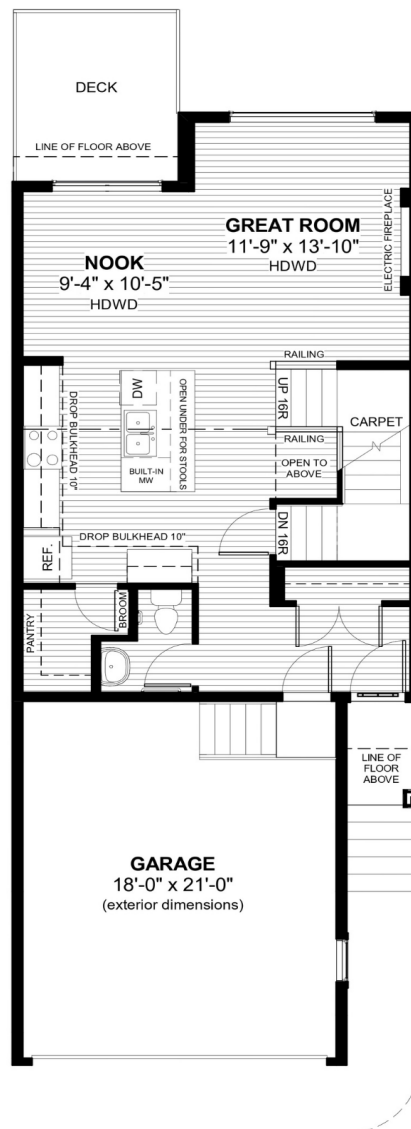 DECK
LINE OF FLOOR ABOVE
GREAT ROOM
11'-9" x 13'-10"
HDWD
ELECTRIC FIREPLACE
NOOK
9'-4" x 10'-5"
HDWD
RAILING
UP 16R
DW
OPEN UNDER FOR STOOLS
DROP BULKHEAD 10"
CARPET
RAILING
OPEN TO
ABOVE
BUILT-IN
MW
DN 16R
DROP BULKHEAD 10"
REF.
PANTRY
BROOM
LINE OF
FLOOR
ABOVE
GARAGE
18'-0" x 21'-0"
(exterior dimensions)